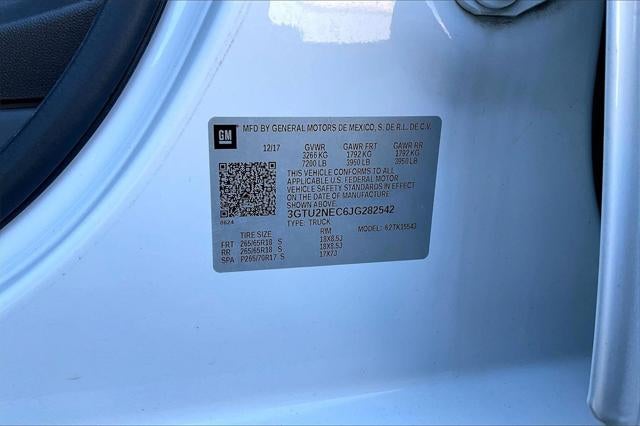 GM
MFD BY GENERAL MOTORS DE MEXICO, S. DE R.L. DE C.V.
12/17 GVWR GAWR FRT GAWR RR
3266 KG 1792 KG 1792 KG
7200 LB 3950 LB 3950 LB
THIS VEHICLE CONFORMS TO ALL
APPLICABLE U.S. FEDERAL MOTOR
VEHICLE SAFETY STANDARDS IN EFFECT
ON THE DATE OF MANUFACTURE
SHOWN ABOVE.
0624 3GTU2NEC6JG282542
TYPE: TRUCK
TIRE SIZE RIM MODEL: 62TK15543
FRT 265/65R18 S 18X8.5J
RR 265/65R18 S 18X8.5J
SPA P265/70R17 S 17X7J